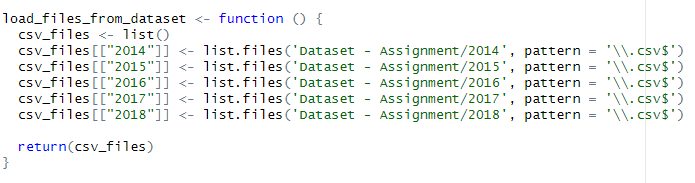 load_files_from_dataset <- function () {
  csv_files <- list()
  csv_files[["2014"]] <- list.files('Dataset - Assignment/2014', pattern = '\\.csv$')
  csv_files[["2015"]] <- list.files('Dataset - Assignment/2015', pattern = '\\.csv$')
  csv_files[["2016"]] <- list.files('Dataset - Assignment/2016', pattern = '\\.csv$')
  csv_files[["2017"]] <- list.files('Dataset - Assignment/2017', pattern = '\\.csv$')
  csv_files[["2018"]] <- list.files('Dataset - Assignment/2018', pattern = '\\.csv$')

  return(csv_files)
}